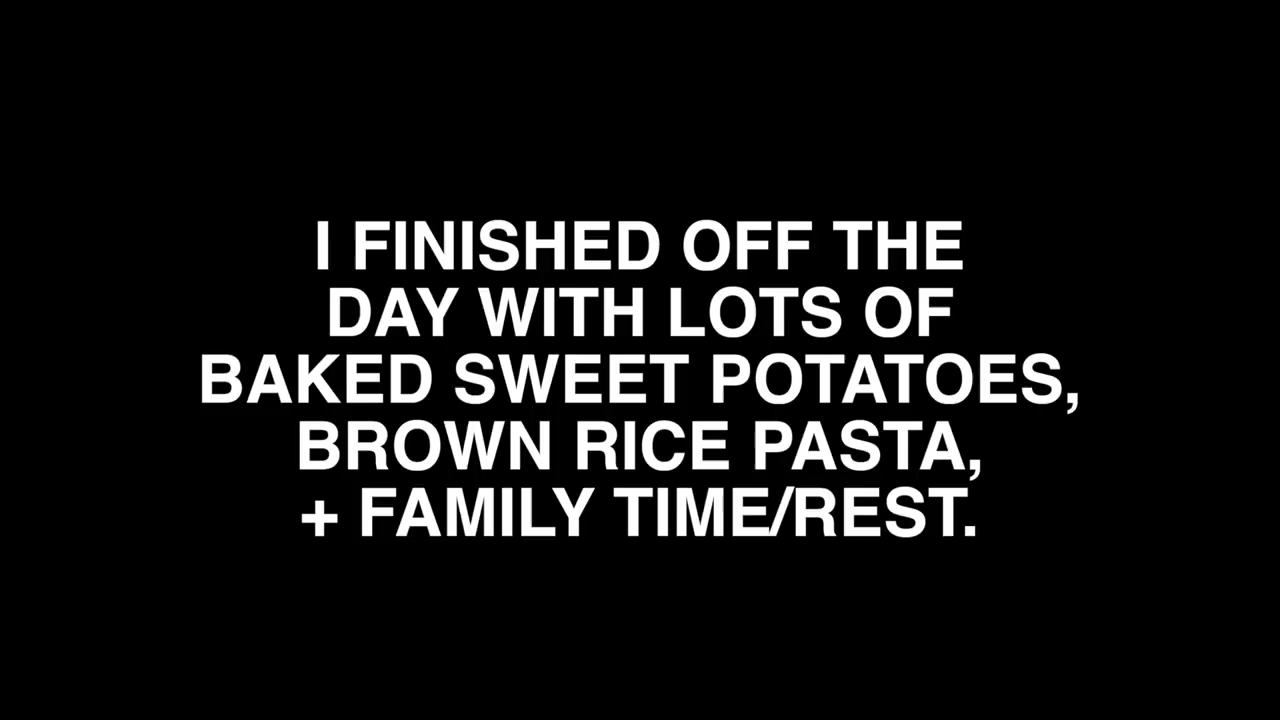 I FINISHED OFF THE
DAY WITH LOTS OF
BAKED SWEET POTATOES,
BROWN RICE PASTA,
+ FAMILY TIME/REST.